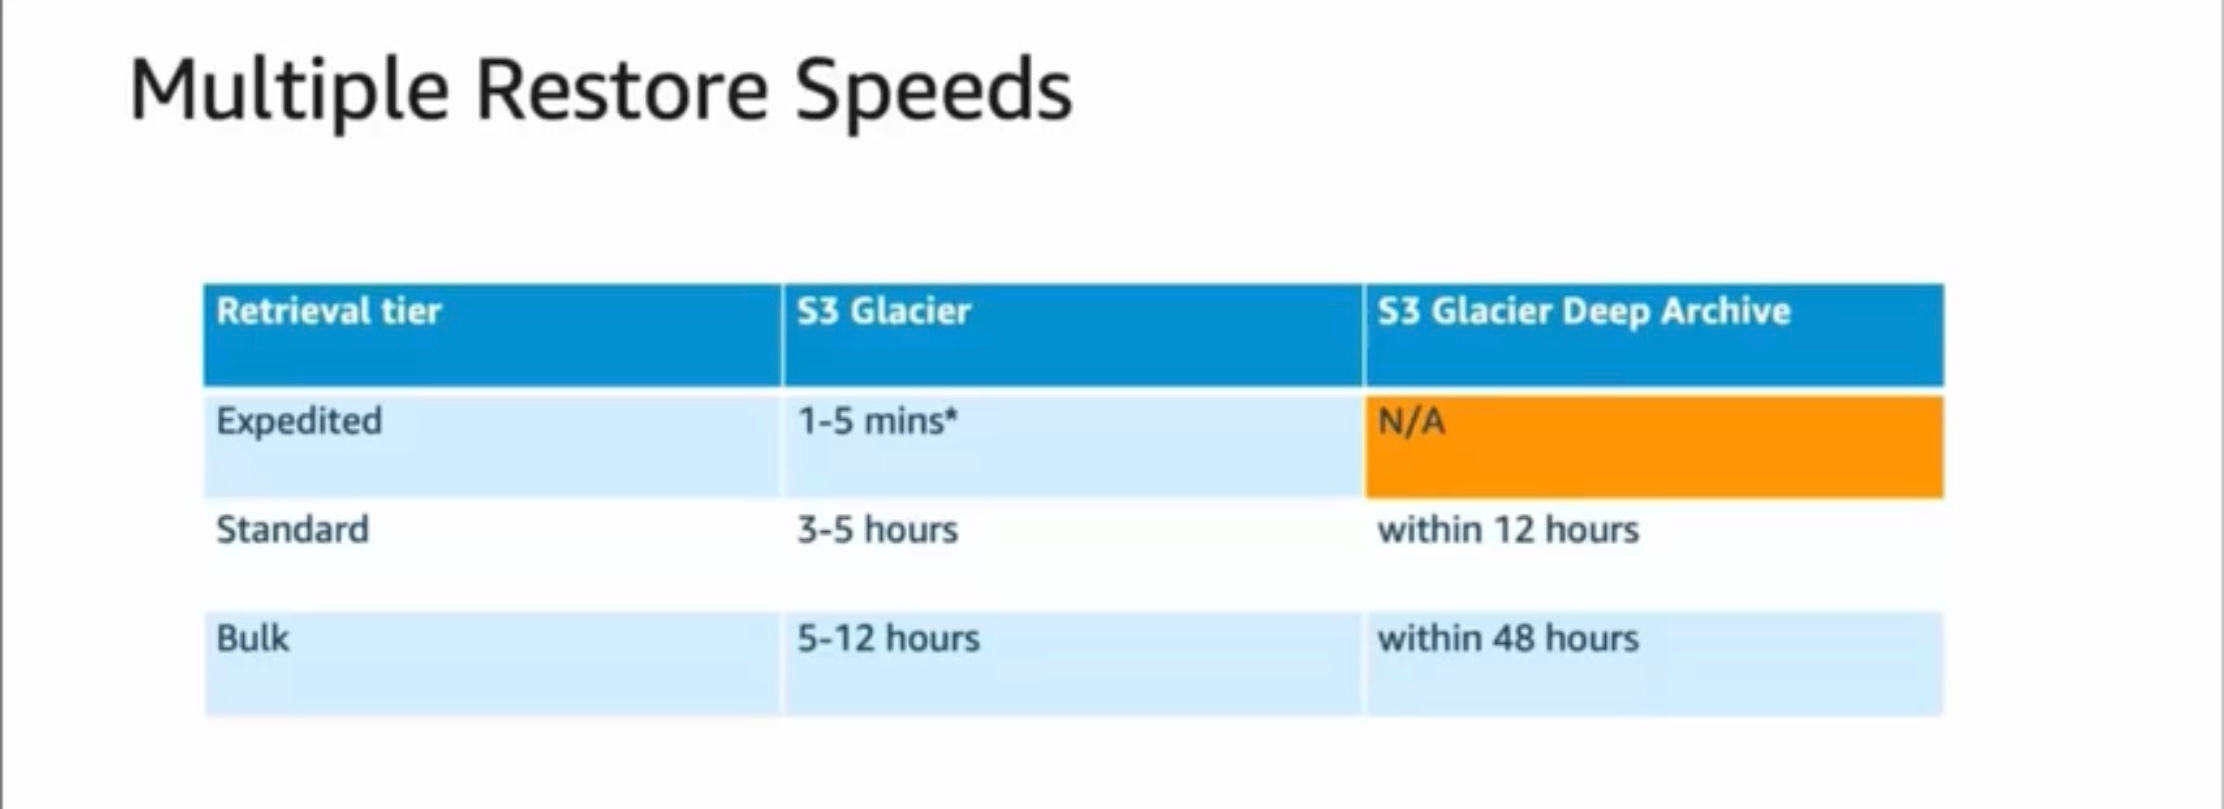 Multiple Restore Speeds
Retrieval tier S3 Glacier S3 Glacier Deep Archive
Expedited 1-5 mins* N/A
Standard 3-5 hours within 12 hours
Bulk 5-12 hours within 48 hours